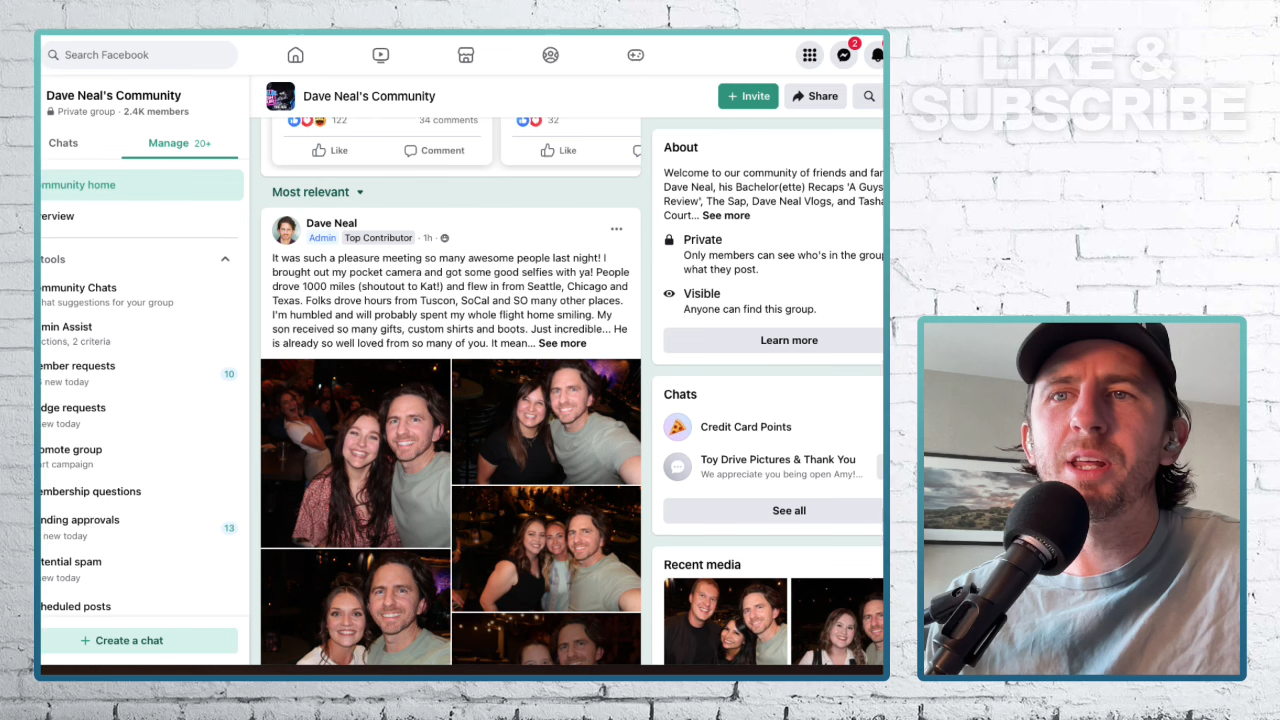 LIKE &
SUBSCRIBE
Search Facebook
2
Dave Neal's Community
Private group · 2.4K members
Chats
Manage 20+
mmunity home
verview
tools
mmunity Chats
hat suggestions for your group
min Assist
ctions, 2 criteria
ember requests
new today
10
dge requests
ew today
omote group
art campaign
embership questions
nding approvals
new today
13
tential spam
ew today
heduled posts
+ Create a chat
Dave Neal's Community
+ Invite
Share
122
34 comments
32
Like
Comment
Like
Most relevant
Dave Neal
Admin Top Contributor · 1h ·
It was such a pleasure meeting so many awesome people last night! I
brought out my pocket camera and got some good selfies with ya! People
drove 1000 miles (shoutout to Kat!) and flew in from Seattle, Chicago and
Texas. Folks drove hours from Tuscon, SoCal and SO many other places.
I'm humbled and will probably spent my whole flight home smiling. My
son received so many gifts, custom shirts and boots. Just incredible... He
is already so well loved from so many of you. It mean... See more
About
Welcome to our community of friends and fan
Dave Neal, his Bachelor(ette) Recaps 'A Guys
Review', The Sap, Dave Neal Vlogs, and Tasha
Court... See more
Private
Only members can see who's in the group
what they post.
Visible
Anyone can find this group.
Learn more
Chats
Credit Card Points
Toy Drive Pictures & Thank You
We appreciate you being open Amy!...
See all
Recent media